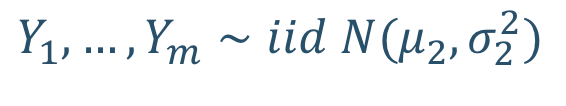 Y₁, … , Yₘ ~ iid N(μ₂, σ₂²)